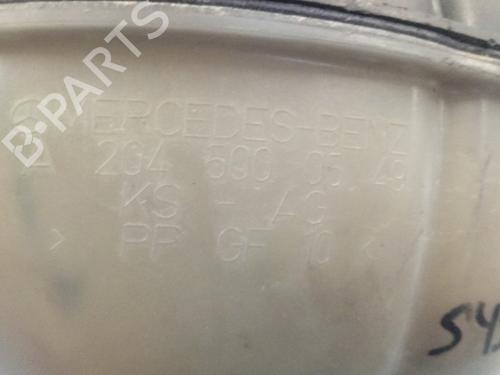 B-PARTS
MERCEDES-BENZ
A 204 500 05 49
KS - AG
> PP GF 10 <